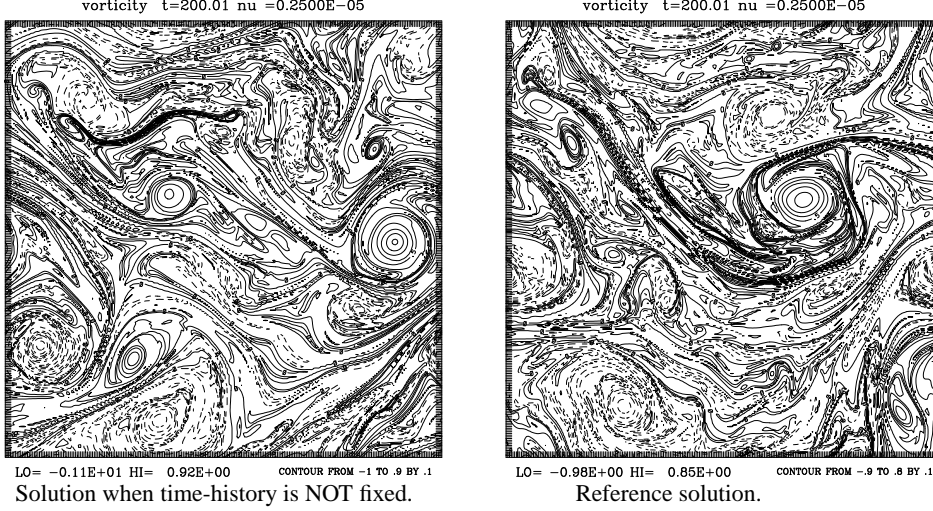 vorticity t=200.01 nu =0.2500E-05
vorticity t=200.01 nu =0.2500E-05
LO= -0.11E+01 HI= 0.92E+00 CONTOUR FROM -1 TO .9 BY .1
LO= -0.98E+00 HI= 0.85E+00 CONTOUR FROM -.9 TO .8 BY .1
Solution when time-history is NOT fixed.
Reference solution.